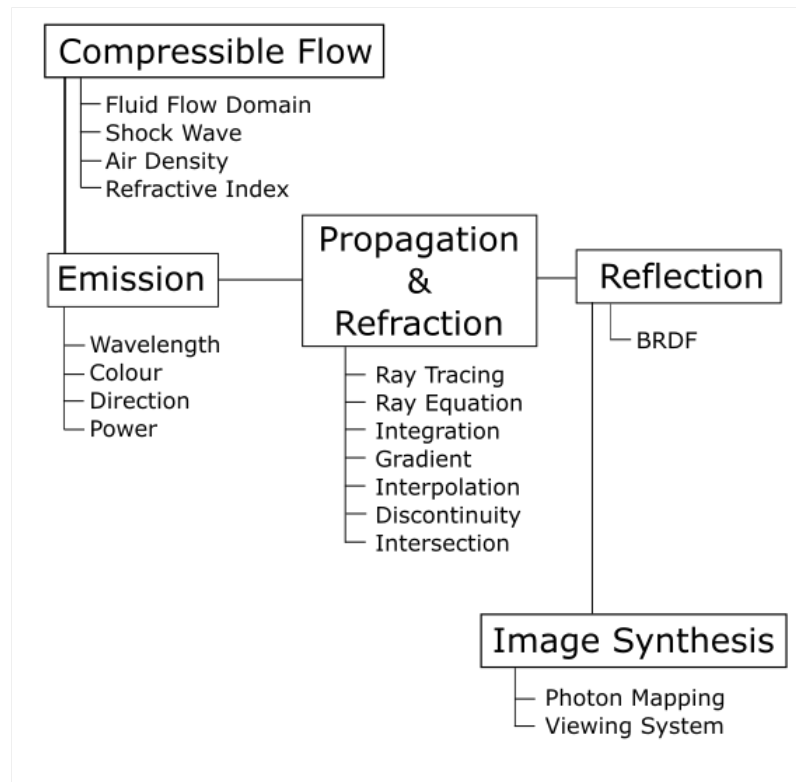 Compressible Flow
Fluid Flow Domain
Shock Wave
Air Density
Refractive Index
Emission
Wavelength
Colour
Direction
Power
Propagation
&
Refraction
Ray Tracing
Ray Equation
Integration
Gradient
Interpolation
Discontinuity
Intersection
Reflection
BRDF
Image Synthesis
Photon Mapping
Viewing System